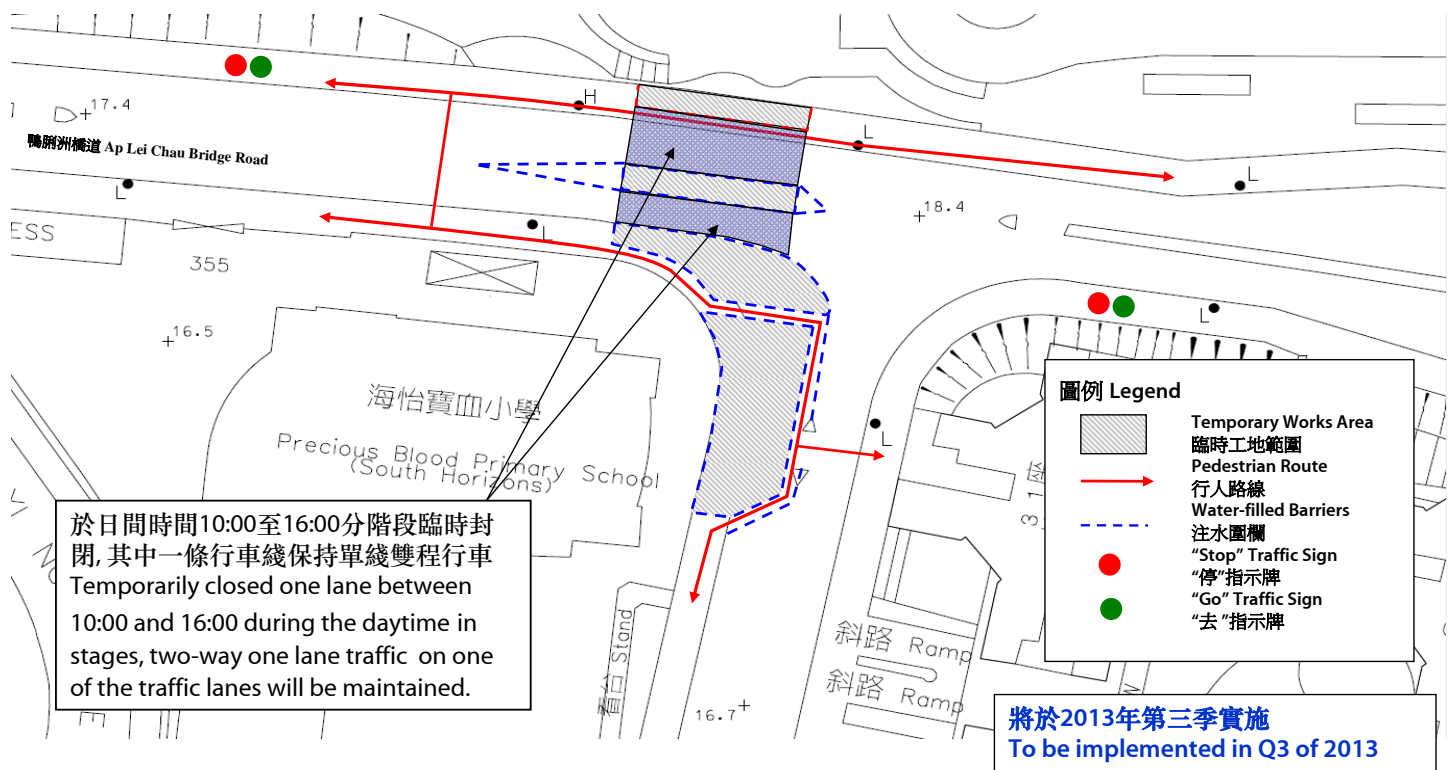 H
17.4
鴨脷洲橋道 Ap Lei Chau Bridge Road
L
L
L
18.4
ESS
L
355
L
16.5
海怡寶血小學
Precious Blood Primary School
(South Horizons)
L
31座
看台 Stand
斜路 Ramp
斜路 Ramp
16.7
於日間時間10:00至16:00分階段臨時封
閉, 其中一條行車綫保持單綫雙程行車
Temporarily closed one lane between
10:00 and 16:00 during the daytime in
stages, two-way one lane traffic on one
of the traffic lanes will be maintained.
圖例 Legend
Temporary Works Area
臨時工地範圍
Pedestrian Route
行人路線
Water-filled Barriers
注水圍欄
“Stop” Traffic Sign
“停”指示牌
“Go” Traffic Sign
“去”指示牌
將於2013年第三季實施
To be implemented in Q3 of 2013